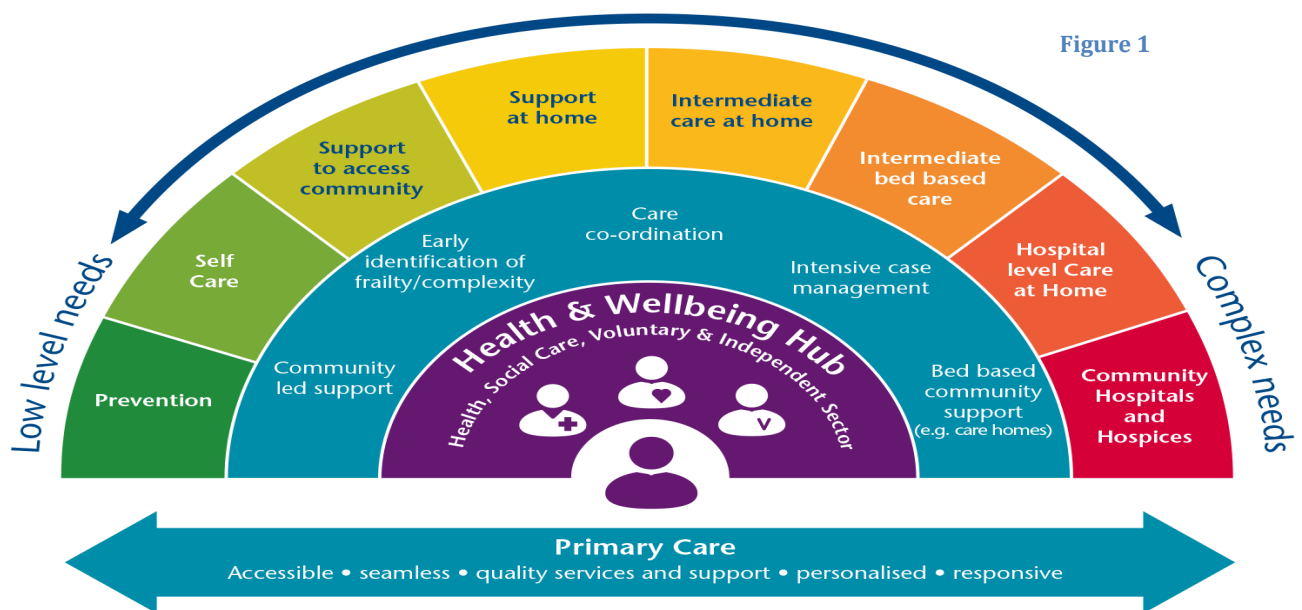 Figure 1
Low level needs
Complex needs
Prevention
Self
Care
Support
to access
community
Support
at home
Intermediate
care at home
Intermediate
bed based
care
Hospital
level Care
at Home
Community
Hospitals
and
Hospices
Community
led support
Early
identification of
frailty/complexity
Care
co-ordination
Intensive case
management
Bed based
community
support
(e.g. care homes)
Health & Wellbeing Hub
Health, Social Care, Voluntary & Independent Sector
V
Primary Care
Accessible • seamless • quality services and support • personalised • responsive